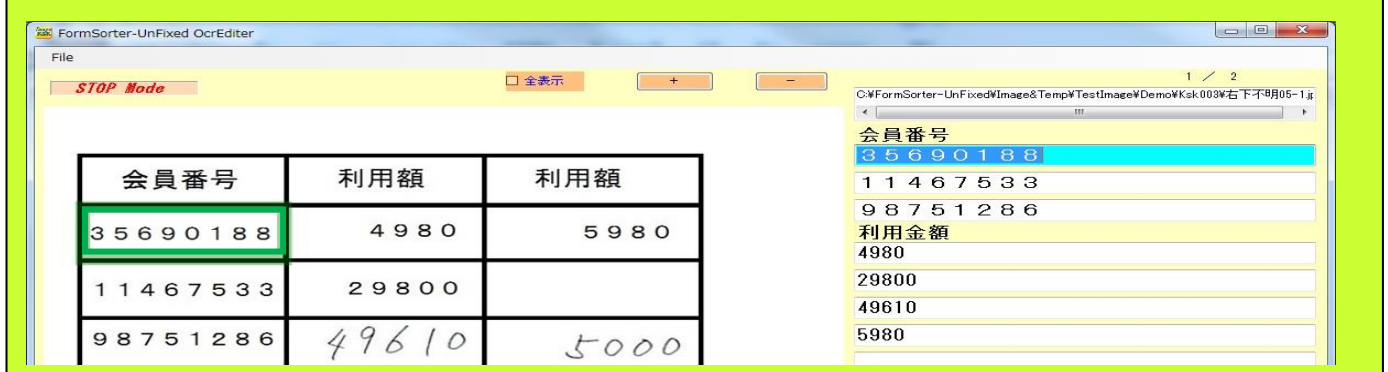 FormSorter-UnFixed OcrEditer
File
STOP Mode
全表示
+
-
1 / 2
C:¥FormSorter-UnFixed¥Image&Temp¥TestImage¥Demo¥Ksk003¥右下不明05-1.j
会員番号
35690188
11467533
98751286
利用金額
4980
29800
49610
5980
会員番号 利用額 利用額
35690188 4980 5980
11467533 29800
98751286 49610 5000